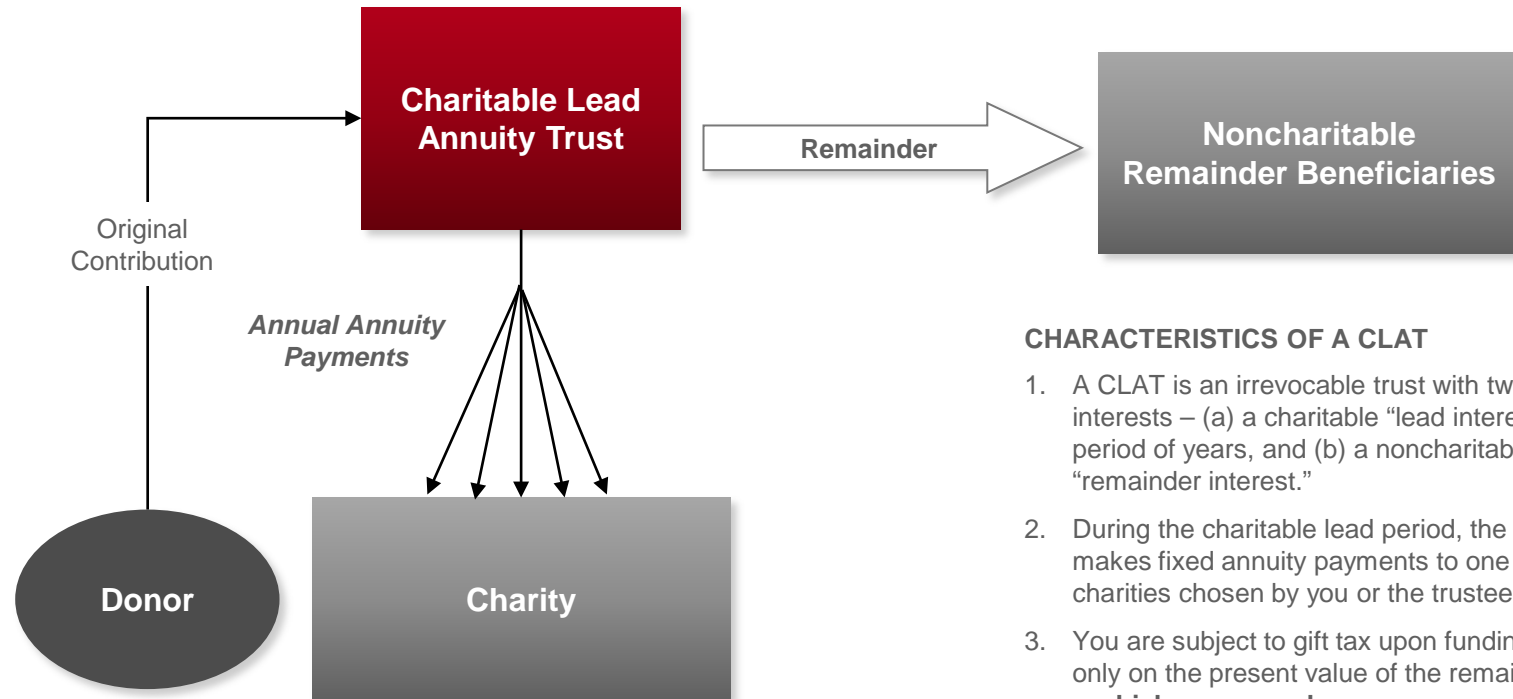 Charitable Lead
Annuity Trust
Remainder
Noncharitable
Remainder Beneficiaries
Original
Contribution
Annual Annuity
Payments
Donor
Charity
CHARACTERISTICS OF A CLAT
1. A CLAT is an irrevocable trust with
interests – (a) a charitable “lead
period of years, and (b) a
“remainder interest.”
2. During the charitable lead period, the
makes fixed annuity payments to one
charities chosen by you or the trustee
3. You are subject to gift tax upon
only on the present value of the